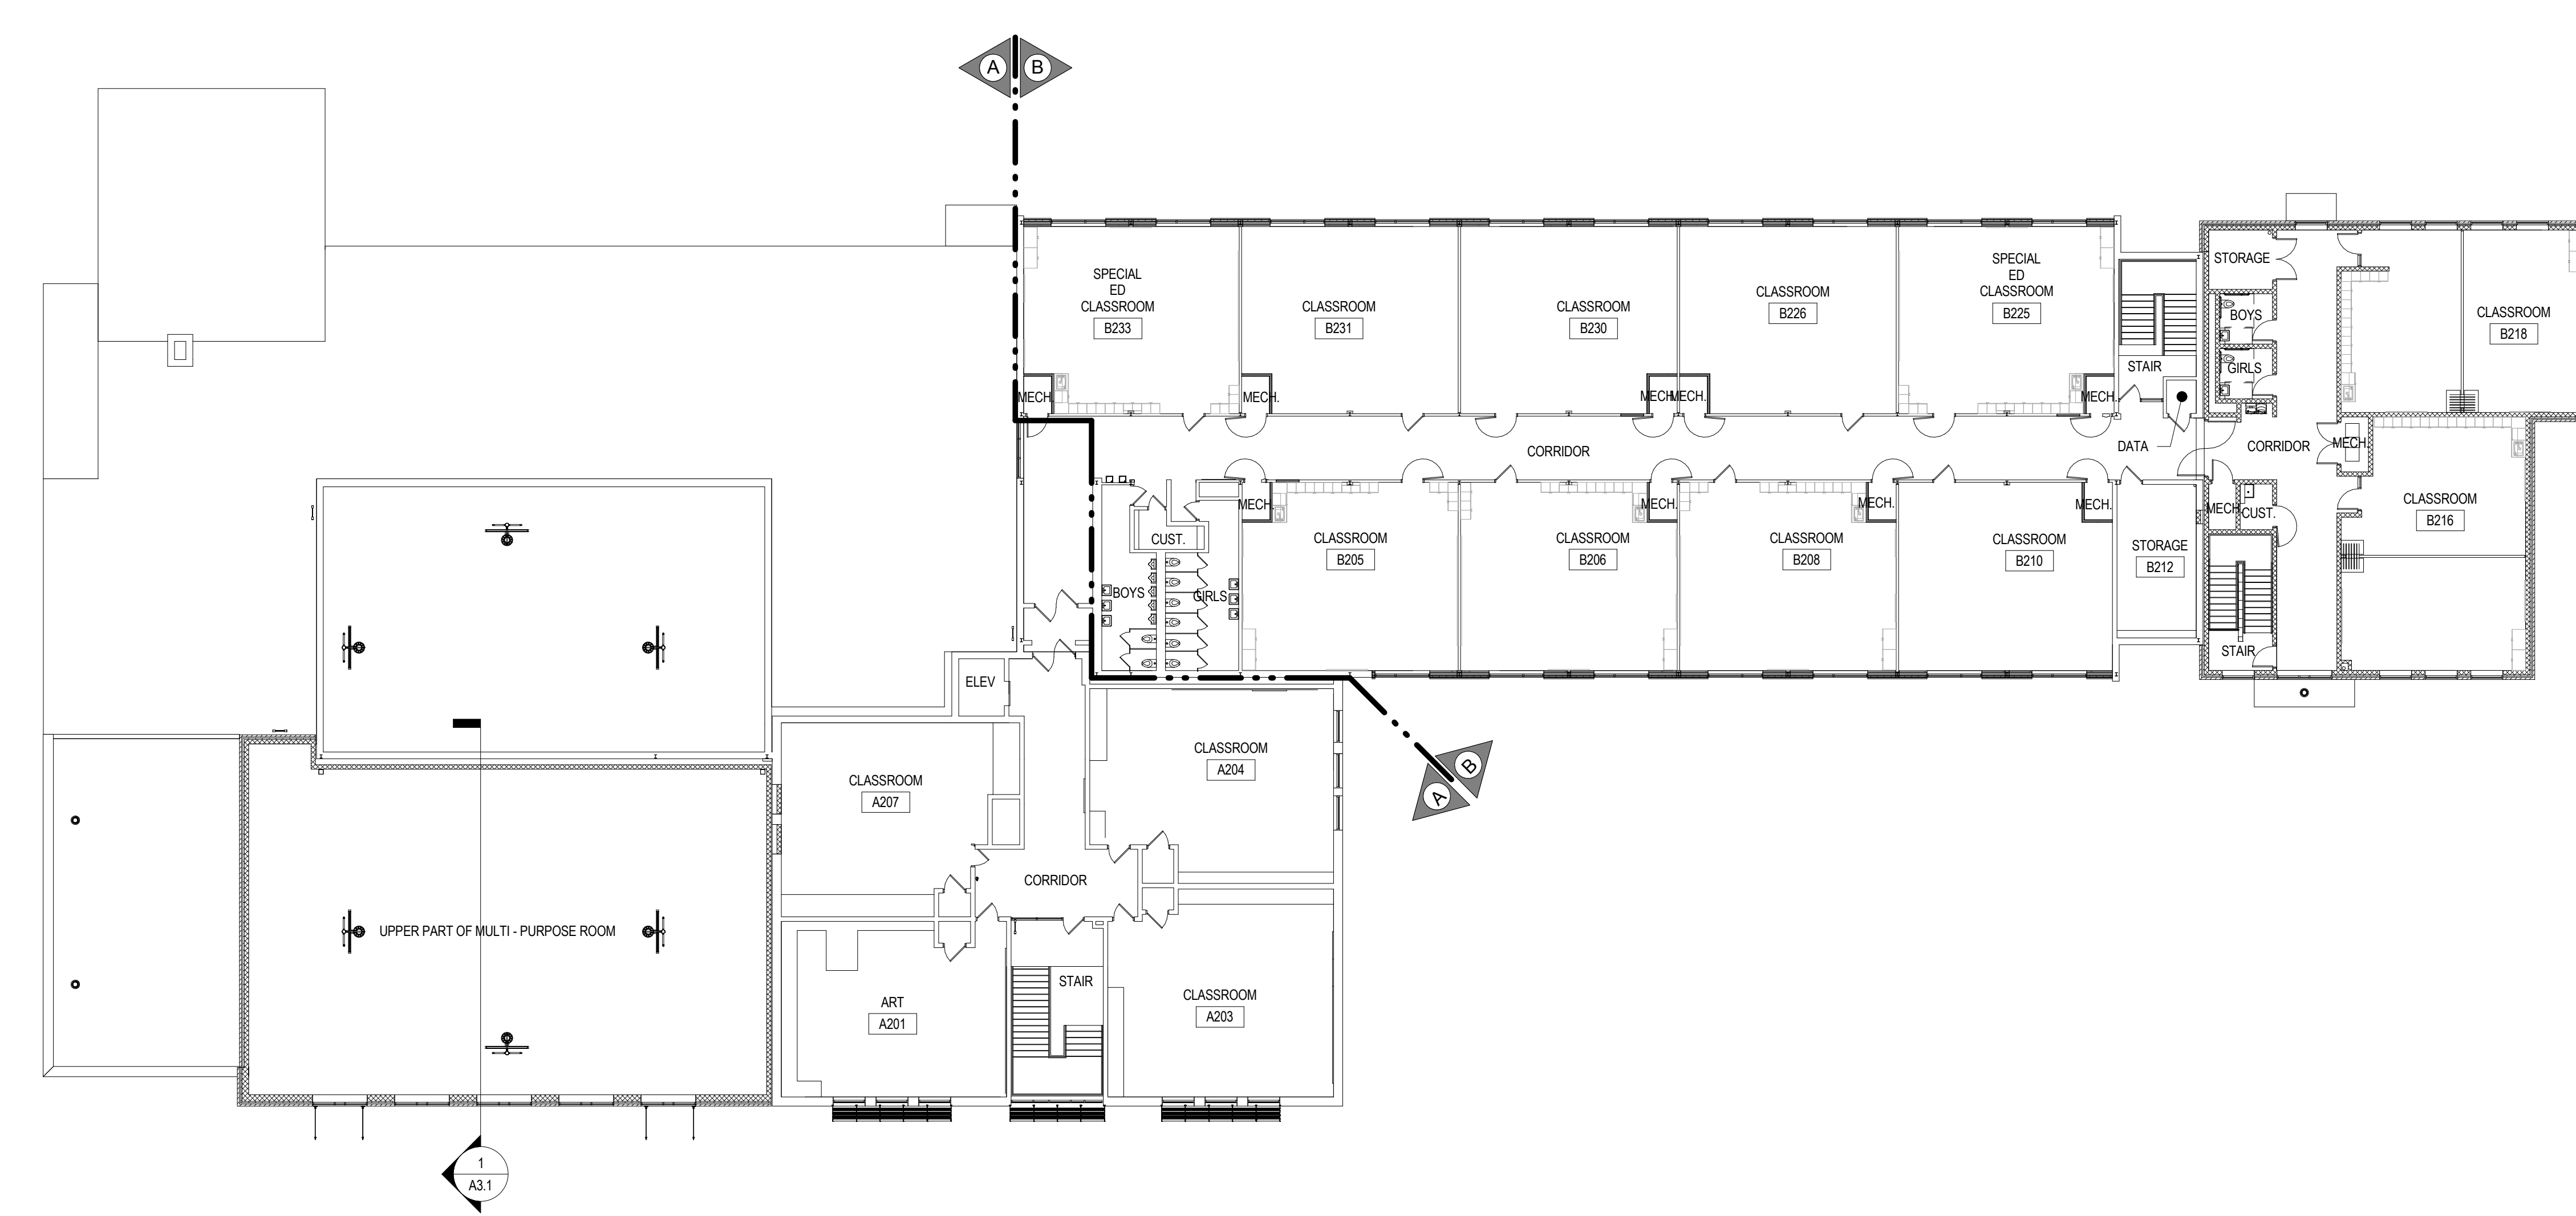 A
B
SPECIAL
ED
CLASSROOM
B233
CLASSROOM
B231
CLASSROOM
B230
CLASSROOM
B226
SPECIAL
ED
CLASSROOM
B225
STORAGE
BOYS
GIRLS
STAIR
CLASSROOM
B218
MECH.
MECH.
MECH.
MECH.
MECH.
CORRIDOR
DATA
CORRIDOR
MECH.
MECH.
MECH.
MECH.
MECH.
MECH.
CUST.
CLASSROOM
B216
CUST.
BOYS
GIRLS
CLASSROOM
B205
CLASSROOM
B206
CLASSROOM
B208
CLASSROOM
B210
STORAGE
B212
STAIR
ELEV
CLASSROOM
A204
CLASSROOM
A207
B
A
CORRIDOR
UPPER PART OF MULTI - PURPOSE ROOM
STAIR
ART
A201
CLASSROOM
A203
1
A3.1